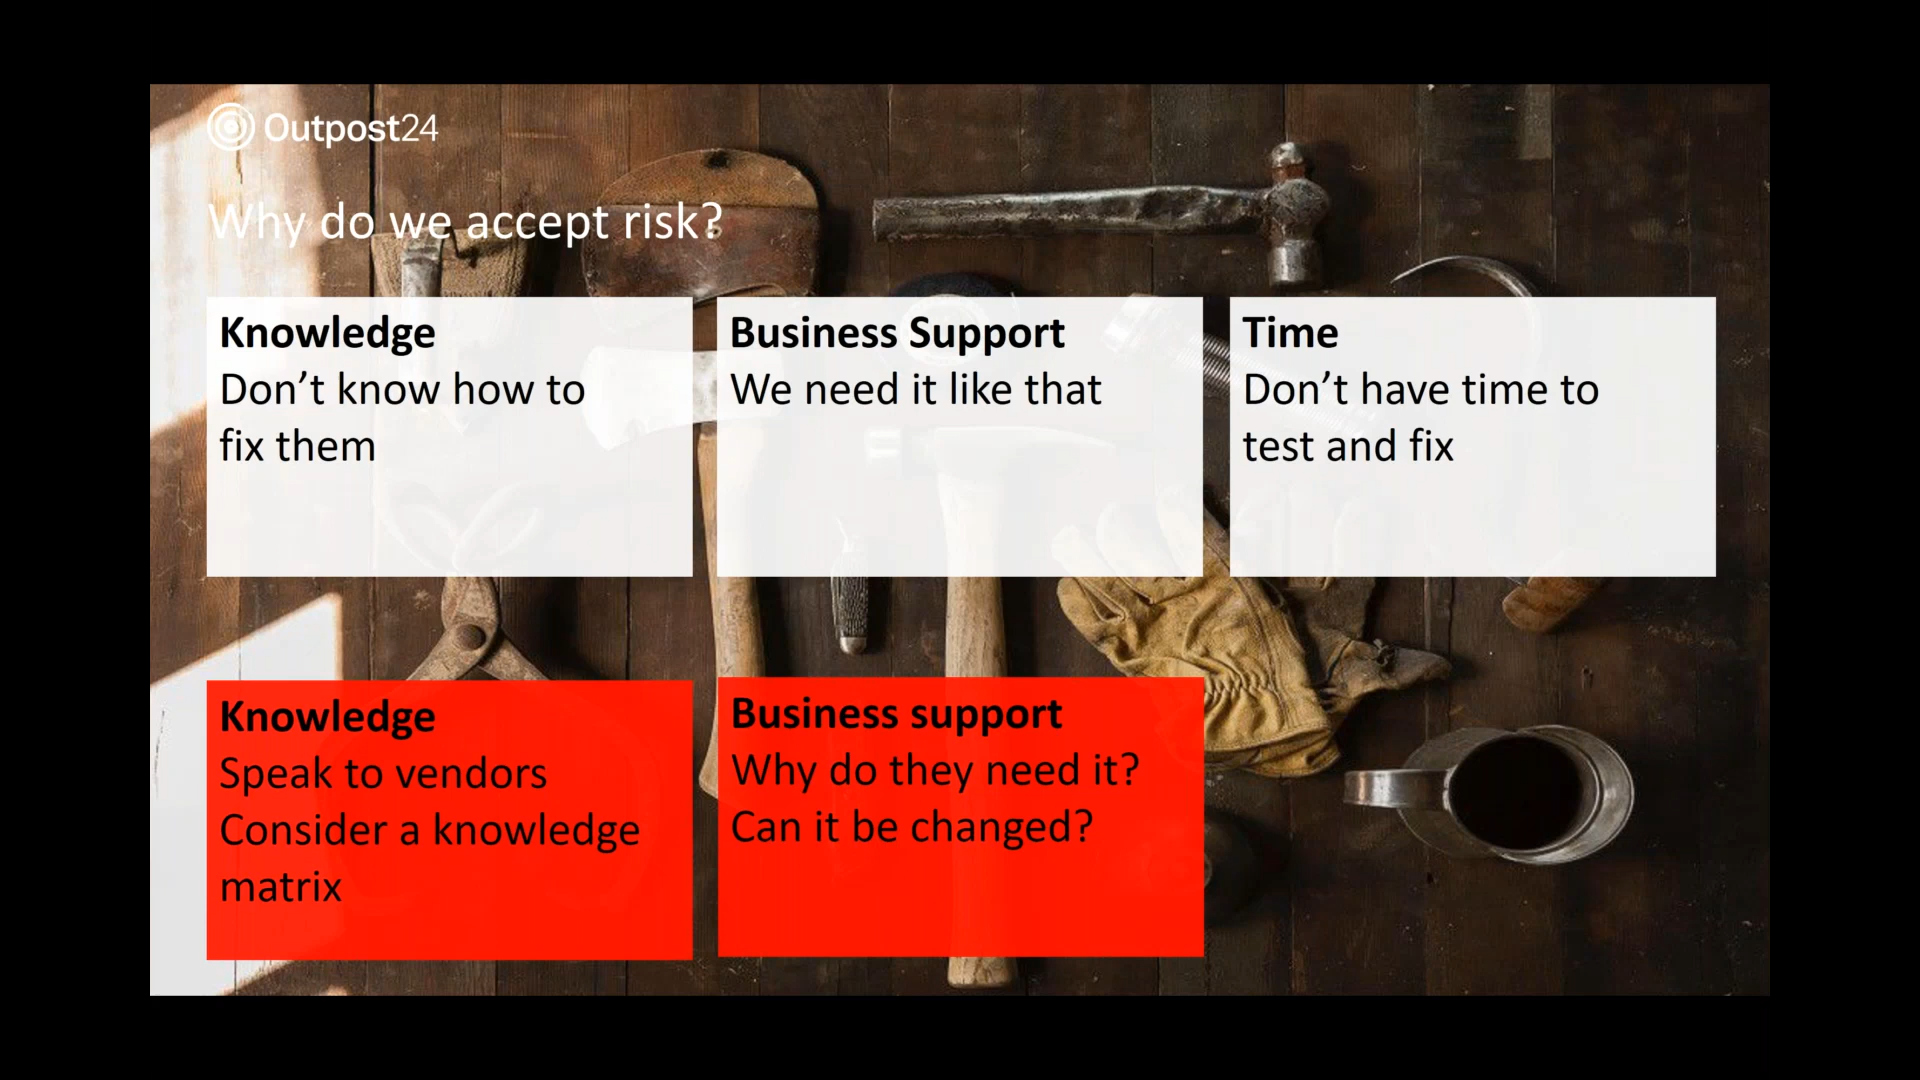 Outpost24
Why do we accept risk?
Knowledge
Don’t know how to
fix them
Business Support
We need it like that
Time
Don’t have time to
test and fix
Knowledge
Speak to vendors
Consider a knowledge
matrix
Business support
Why do they need it?
Can it be changed?